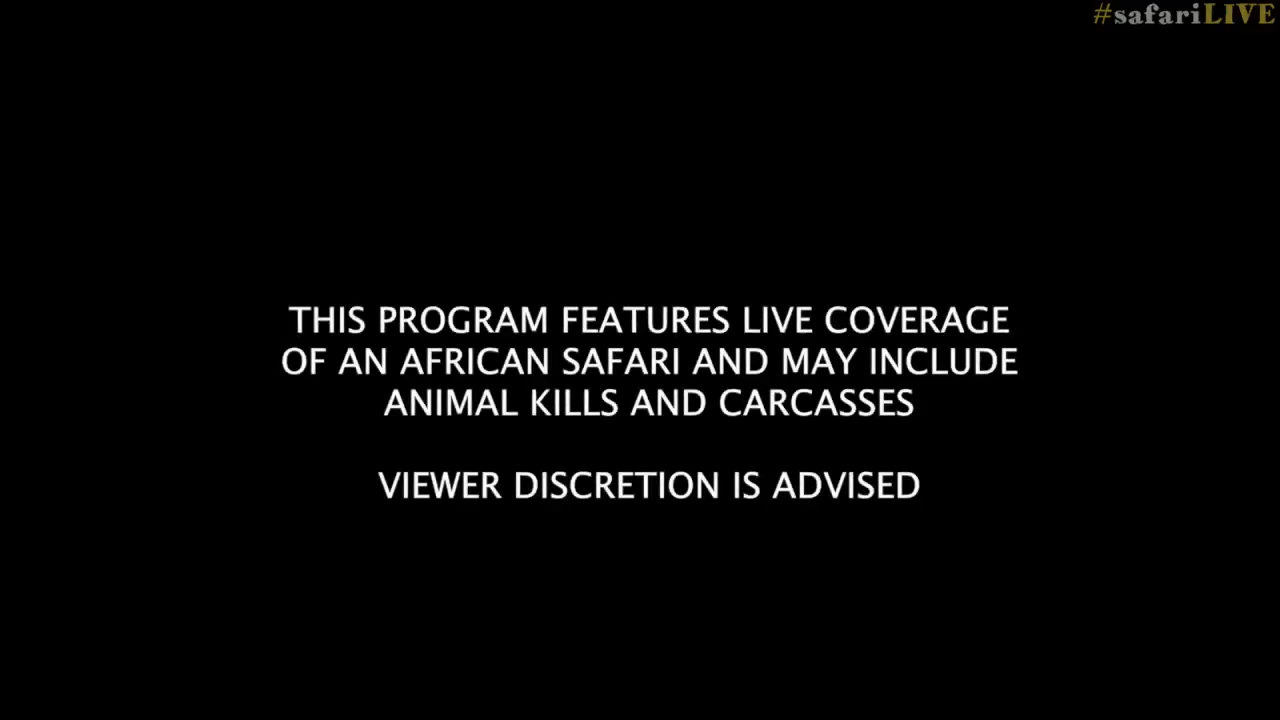 #safariLIVE
THIS PROGRAM FEATURES LIVE COVERAGE
OF AN AFRICAN SAFARI AND MAY INCLUDE
ANIMAL KILLS AND CARCASSES
VIEWER DISCRETION IS ADVISED